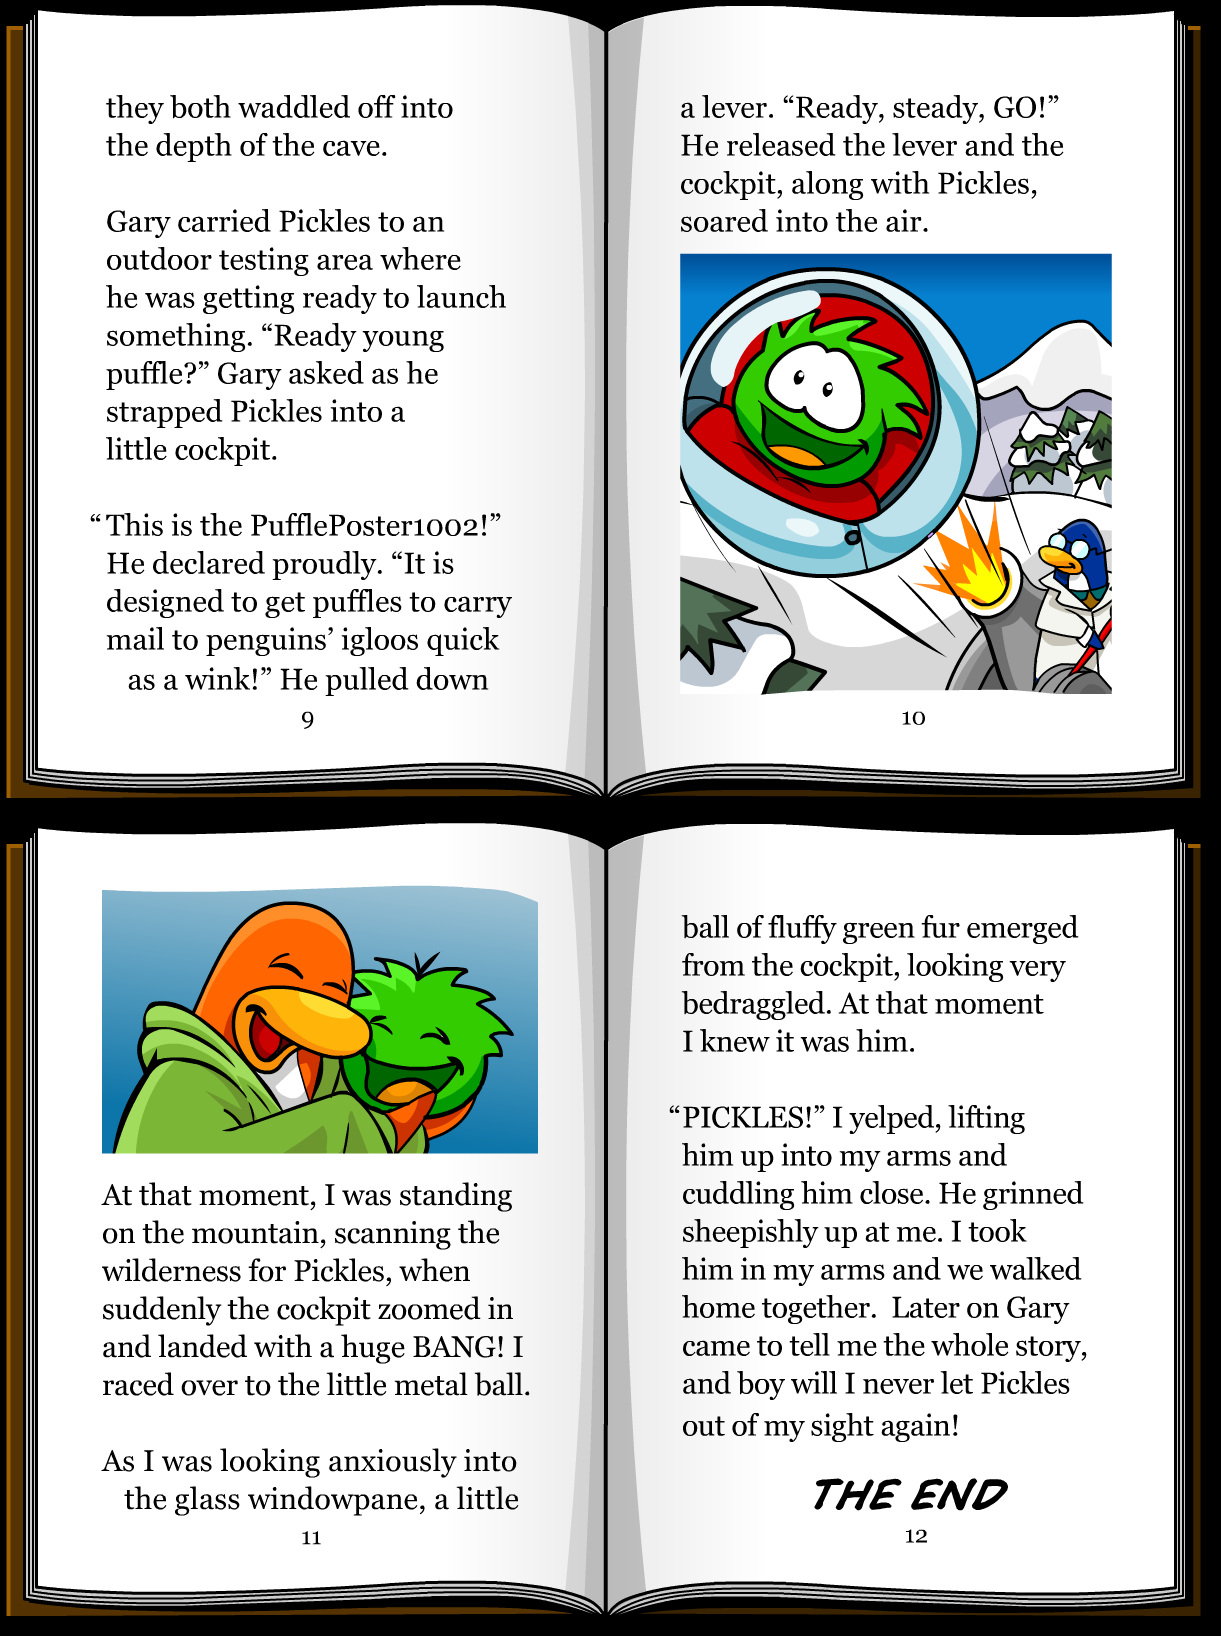 they both waddled off into
the depth of the cave.
Gary carried Pickles to an
outdoor testing area where
he was getting ready to launch
something. “Ready young
puffle?” Gary asked as he
strapped Pickles into a
little cockpit.
“This is the PufflePoster1002!”
He declared proudly. “It is
designed to get puffles to carry
mail to penguins’ igloos quick
as a wink!” He pulled down
9
a lever. “Ready, steady, GO!”
He released the lever and the
cockpit, along with Pickles,
soared into the air.
10
At that moment, I was standing
on the mountain, scanning the
wilderness for Pickles, when
suddenly the cockpit zoomed in
and landed with a huge BANG! I
raced over to the little metal ball.
As I was looking anxiously into
the glass windowpane, a little
11
ball of fluffy green fur emerged
from the cockpit, looking very
bedraggled. At that moment
I knew it was him.
“PICKLES!” I yelped, lifting
him up into my arms and
cuddling him close. He grinned
sheepishly up at me. I took
him in my arms and we walked
home together.  Later on Gary
came to tell me the whole story,
and boy will I never let Pickles
out of my sight again!
THE END
12